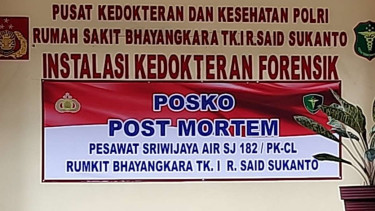 PUSAT KEDOKTERAN DAN KESEHATAN POLRI
RUMAH SAKIT BHAYANGKARA TK.I R.SAID SUKANTO
INSTALASI KEDOKTERAN FORENSIK
POSKO
POST MORTEM
PESAWAT SRIWIJAYA AIR SJ 182 / PK-CL
RUMKIT BHAYANGKARA TK. I R. SAID SUKANTO